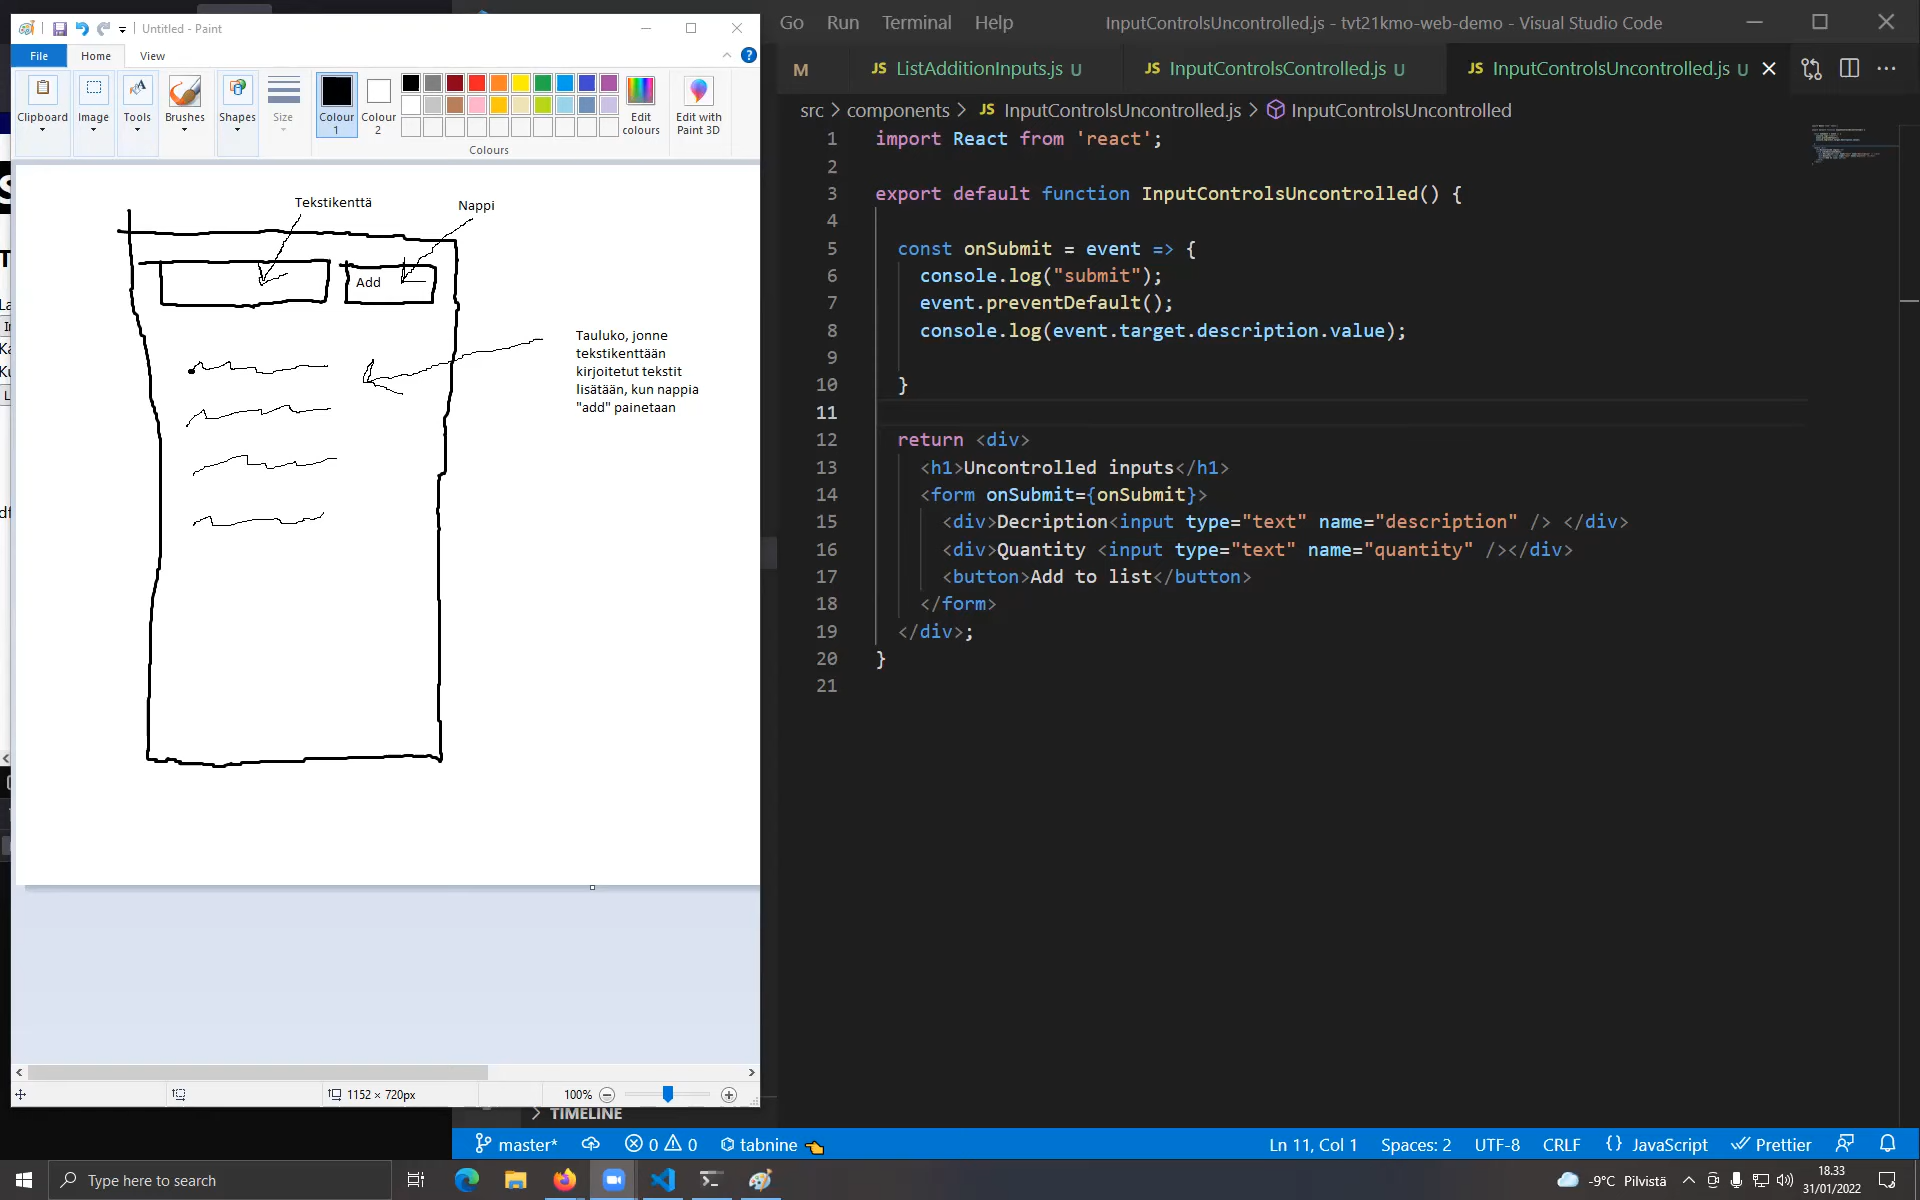 Untitled - Paint
File Home View
Clipboard Image Tools Brushes Shapes Size Colour 1 Colour 2 Edit colours Edit with Paint 3D
Colours
Tekstikenttä
Nappi
Add
Tauluko, jonne
tekstikenttään
kirjoitetut tekstit
lisätään, kun nappia
"add" painetaan
1152 × 720px 100%
Go Run Terminal Help InputControlsUncontrolled.js - tvt21kmo-web-demo - Visual Studio Code
M JS ListAdditionInputs.js U JS InputControlsControlled.js U JS InputControlsUncontrolled.js U
src > components > JS InputControlsUncontrolled.js > InputControlsUncontrolled
1 import React from 'react';
2
3 export default function InputControlsUncontrolled() {
4
5 const onSubmit = event => {
6 console.log("submit");
7 event.preventDefault();
8 console.log(event.target.description.value);
9
10 }
11
12 return <div>
13 <h1>Uncontrolled inputs</h1>
14 <form onSubmit={onSubmit}>
15 <div>Decription<input type="text" name="description" /> </div>
16 <div>Quantity <input type="text" name="quantity" /></div>
17 <button>Add to list</button>
18 </form>
19 </div>;
20 }
21
TIMELINE
master* 0 0 tabnine Ln 11, Col 1 Spaces: 2 UTF-8 CRLF {} JavaScript Prettier
Type here to search -9°C Pilvistä 18.33
31/01/2022